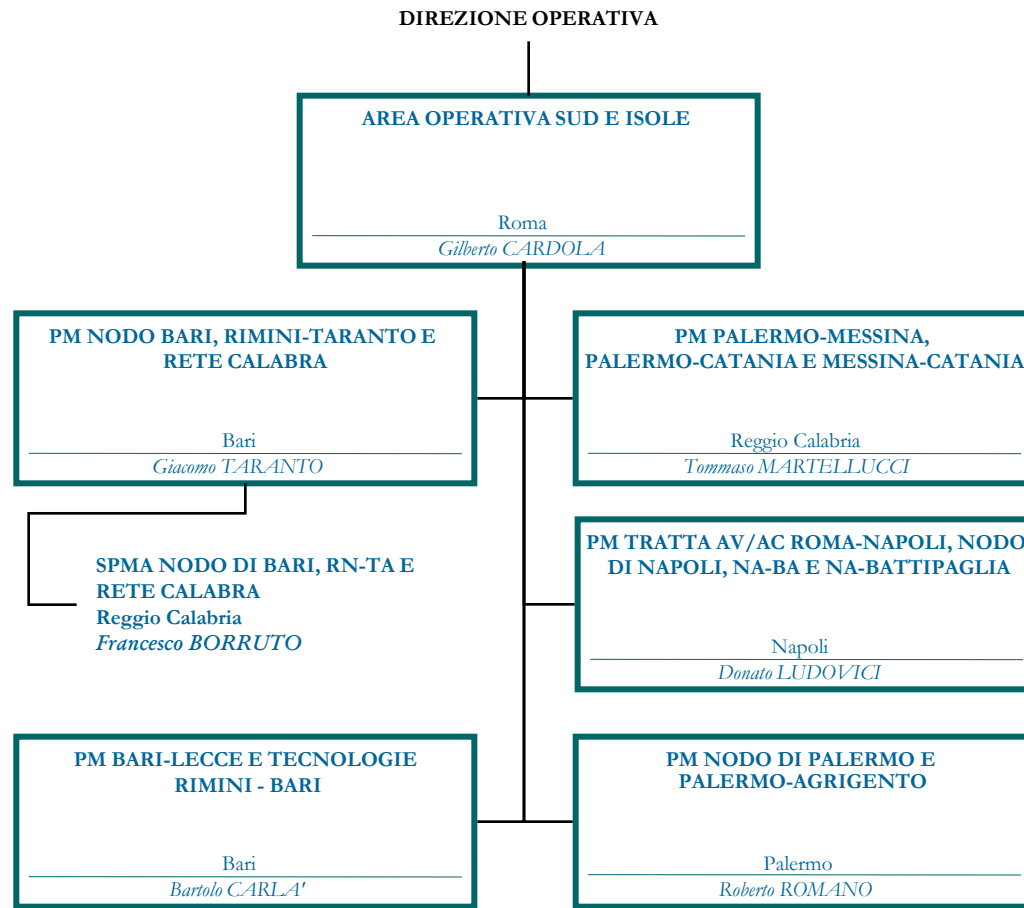 DIREZIONE OPERATIVA
AREA OPERATIVA SUD E ISOLE
Roma
Gilberto CARDOLA
PM NODO BARI, RIMINI-TARANTO E
RETE CALABRA
Bari
Giacomo TARANTO
PM PALERMO-MESSINA,
PALERMO-CATANIA E MESSINA-CATANIA
Reggio Calabria
Tommaso MARTELLUCCI
SPMA NODO DI BARI, RN-TA E
RETE CALABRA
Reggio Calabria
Francesco BORRUTO
PM TRATTA AV/AC ROMA-NAPOLI, NODO
DI NAPOLI, NA-BA E NA-BATTIPAGLIA
Napoli
Donato LUDOVICI
PM BARI-LECCE E TECNOLOGIE
RIMINI - BARI
Bari
Bartolo CARLA'
PM NODO DI PALERMO E
PALERMO-AGRIGENTO
Palermo
Roberto ROMANO